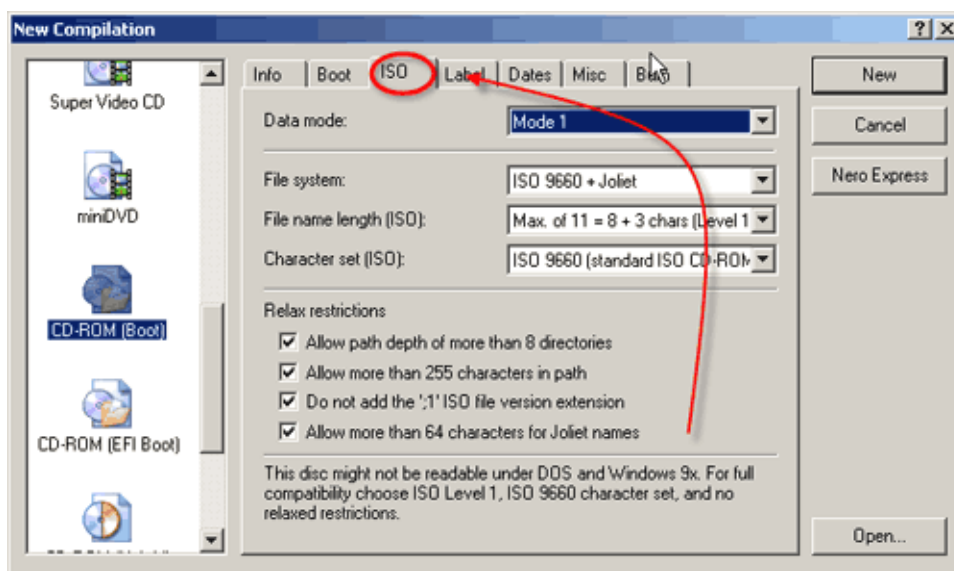 New Compilation
Super Video CD
miniDVD
CD-ROM (Boot)
CD-ROM (EFI Boot)
Info Boot ISO Label Dates Misc Burn
Data mode: Mode 1
File system: ISO 9660 + Joliet
File name length (ISO): Max. of 11 = 8 + 3 chars (Level 1
Character set (ISO): ISO 9660 (standard ISO CD-ROM
Relax restrictions
Allow path depth of more than 8 directories
Allow more than 255 characters in path
Do not add the ';1' ISO file version extension
Allow more than 64 characters for Joliet names
This disc might not be readable under DOS and Windows 9x. For full
compatibility choose ISO Level 1, ISO 9660 character set, and no
relaxed restrictions.
New
Cancel
Nero Express
Open...